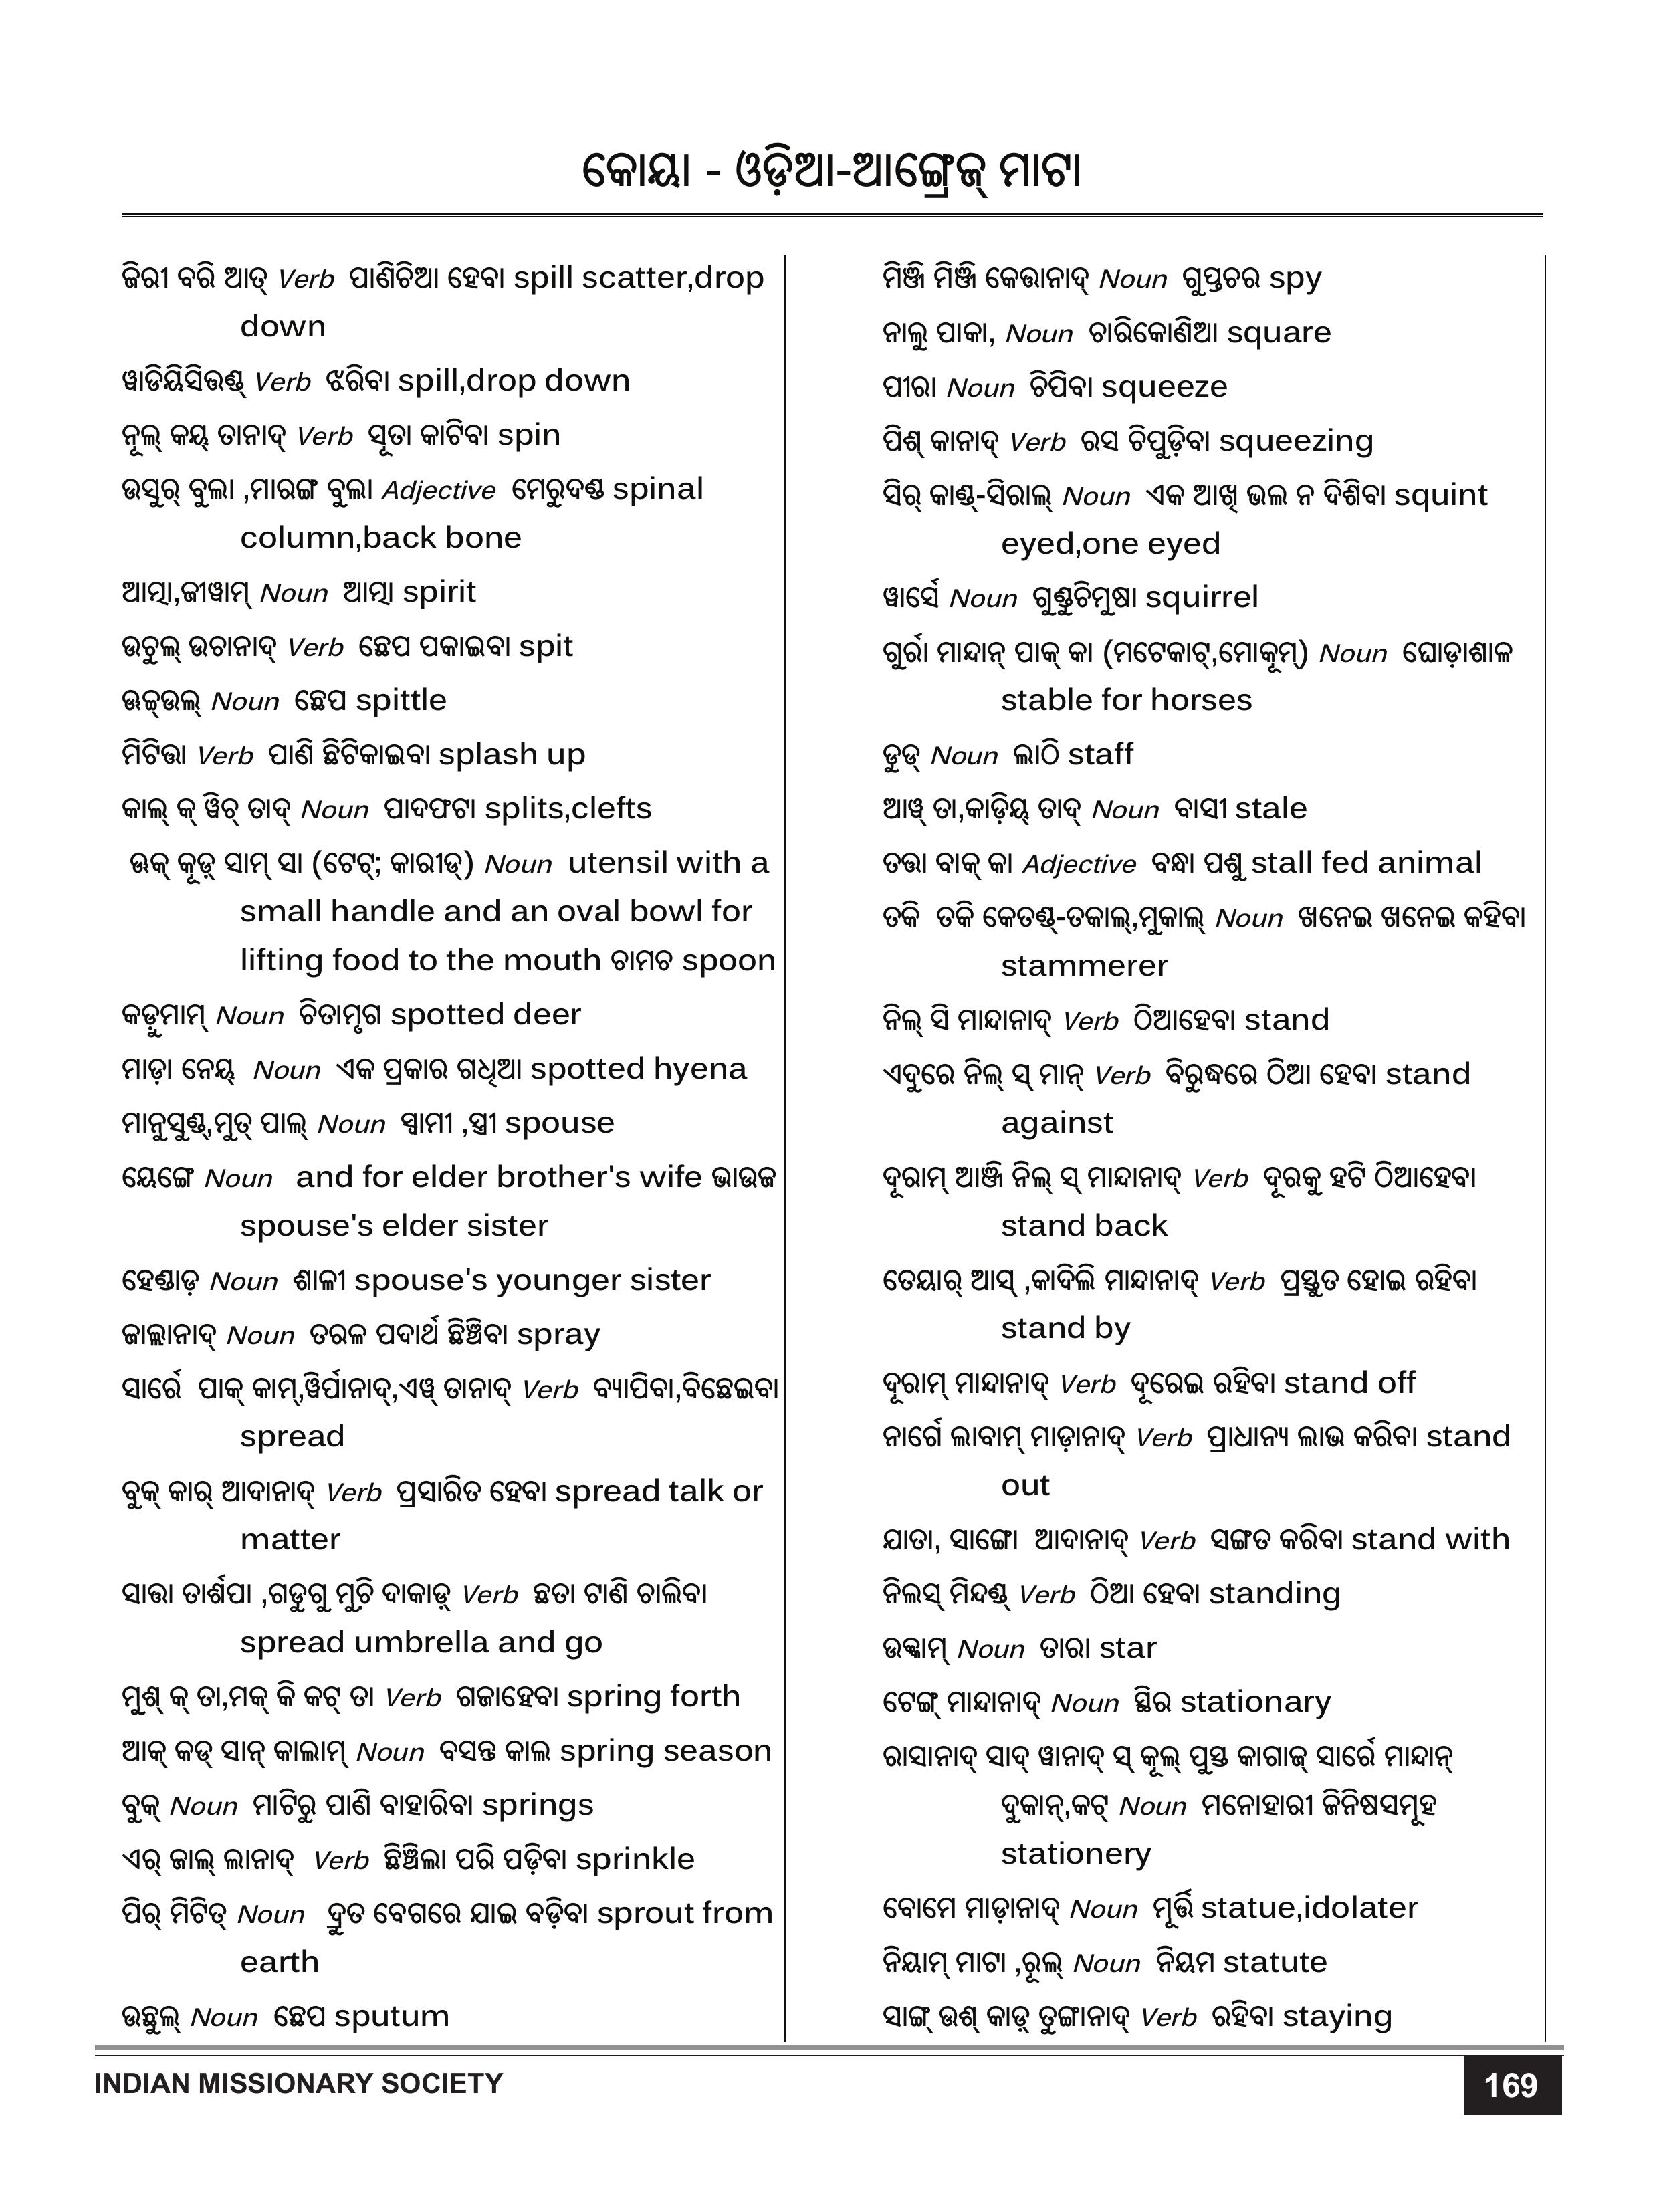 କୋୟା - ଓଡ଼ିଆ-ଆଙ୍ଗ୍ରେଜ୍ ମାଟା
ଜିରୀ ବରି ଆତ୍ Verb ପାଣିଚିଆ ହେବା spill scatter,drop
down
ୱାଡିୟିସିଉଣ୍ଡ୍ Verb ଝରିବା spill,drop down
ନୂଲ୍ କୟ୍ ତାନାଦ୍ Verb ସୂତା କାଟିବା spin
ଉସୁର୍ ବୁଲା ,ମାରଙ୍ଗ ବୁଲା Adjective ମେରୁଦଣ୍ଡ spinal
column,back bone
ଆତ୍ମା,ଜୀୱାମ୍ Noun ଆତ୍ମା spirit
ଉଚୁଲ୍ ଉଚାନାଦ୍ Verb ଛେପ ପକାଇବା spit
ଊଚ୍ଚ୍‌ଉଲ୍ Noun ଛେପ spittle
ମିଟିତ୍ତା Verb ପାଣି ଛିଟିକାଇବା splash up
କାଲ୍ କ୍ ୱିଚ୍ ତାଦ୍ Noun ପାଦଫଟା splits,clefts
ଊକ୍ କୂଡ଼୍ ସାମ୍ ସା (ଟେଟ୍; କାରୀଡ୍) Noun utensil with a
small handle and an oval bowl for
lifting food to the mouth ଚାମଚ spoon
କଡ଼ୁମାମ୍ Noun ଚିତାମୃଗ spotted deer
ମାଡ଼ା ନେୟ୍ Noun ଏକ ପ୍ରକାର ଗଧିଆ spotted hyena
ମାନୁସୁଣ୍ଡ୍,ମୁତ୍ ପାଲ୍ Noun ସ୍ୱାମୀ ,ସ୍ତ୍ରୀ spouse
ୟେଙ୍ଗେ Noun and for elder brother's wife ଭାଉଜ
spouse's elder sister
ହେଣ୍ଡାଡ଼ Noun ଶାଳୀ spouse's younger sister
ଜାଲ୍ଲାନାଦ୍ Noun ତରଳ ପଦାର୍ଥ ଛିଞ୍ଚିବା spray
ସାର୍ରେ ପାକ୍ କାମ୍,ୱିର୍ପାନାଦ୍,ଏୱ୍ ତାନାଦ୍ Verb ବ୍ୟାପିବା,ବିଛେଇବା
spread
ବୁକ୍ କାର୍ ଆଦାନାଦ୍ Verb ପ୍ରସାରିତ ହେବା spread talk or
matter
ସାତ୍ତା ତାର୍ଶପା ,ଗଡୁଗୁ ମୁଚି ଦାକାଡ଼୍ Verb ଛତା ଟାଣି ଚାଲିବା
spread umbrella and go
ମୁଶ୍ କ୍ ତା,ମକ୍ କି କଟ୍ ତା Verb ଗଜାହେବା spring forth
ଆକ୍ କଡ୍ ସାନ୍ କାଲାମ୍ Noun ବସନ୍ତ କାଲ spring season
ବୁକ୍ Noun ମାଟିରୁ ପାଣି ବାହାରିବା springs
ଏର୍ ଜାଲ୍ ଲାନାଦ୍ Verb ଛିଞ୍ଚିଲା ପରି ପଡ଼ିବା sprinkle
ପିର୍ ମିଟିତ୍ Noun ଦ୍ରୁତ ବେଗରେ ଯାଇ ବଡ଼ିବା sprout from
earth
ଉଛୁଲ୍ Noun ଛେପ sputum
ମିଞ୍ଜି ମିଞ୍ଜି କେତ୍ତାନାଦ୍ Noun ଗୁପ୍ତଚର spy
ନାଲୁ ପାକା, Noun ଚାରିକୋଣିଆ square
ପୀରା Noun ଚିପିବା squeeze
ପିଶ୍ କାନାଦ୍ Verb ରସ ଚିପୁଡ଼ିବା squeezing
ସିର୍ କାଣ୍ଡ୍-ସିରାଲ୍ Noun ଏକ ଆଖି ଭଲ ନ ଦିଶିବା squint
eyed,one eyed
ୱାର୍ସେ Noun ଗୁଣ୍ଡୁଚିମୁଷା squirrel
ଗୁର୍ରା ମାନ୍ଦାନ୍ ପାକ୍ କା (ମଟେକାଟ୍,ମୋକୂମ୍) Noun ଘୋଡ଼ାଶାଳ
stable for horses
ଡୁଡ୍ Noun ଲାଠି staff
ଆୱ୍ ତା,କାଡ଼ିୟ୍ ତାଦ୍ Noun ବାସୀ stale
ତତ୍ତା ବାକ୍ କା Adjective ବନ୍ଧା ପଶୁ stall fed animal
ତକି ତକି କେତଣ୍ଡ୍-ତକାଲ୍,ମୁକାଲ୍ Noun ଖନେଇ ଖନେଇ କହିବା
stammerer
ନିଲ୍ ସି ମାନ୍ଦାନାଦ୍ Verb ଠିଆହେବା stand
ଏଦୁରେ ନିଲ୍ ସ୍ ମାନ୍ Verb ବିରୁଦ୍ଧରେ ଠିଆ ହେବା stand
against
ଦୂରାମ୍ ଆଞ୍ଜି ନିଲ୍ ସ୍ ମାନ୍ଦାନାଦ୍ Verb ଦୂରକୁ ହଟି ଠିଆହେବା
stand back
ତେୟାର୍ ଆସ୍ ,କାଦିଲି ମାନ୍ଦାନାଦ୍ Verb ପ୍ରସ୍ତୁତ ହୋଇ ରହିବା
stand by
ଦୂରାମ୍ ମାନ୍ଦାନାଦ୍ Verb ଦୂରେଇ ରହିବା stand off
ନାର୍ଗେ ଲାବାମ୍ ମାଡ଼ାନାଦ୍ Verb ପ୍ରାଧାନ୍ୟ ଲାଭ କରିବା stand
out
ଯାତା, ସାଙ୍ଗୋ ଆଦାନାଦ୍ Verb ସଙ୍ଗତ କରିବା stand with
ନିଲସ୍ ମିନ୍ଦଣ୍ଡ୍ Verb ଠିଆ ହେବା standing
ଉକ୍କାମ୍ Noun ତାରା star
ଟେଙ୍ଗ୍ ମାନ୍ଦାନାଦ୍ Noun ସ୍ଥିର stationary
ରାସାନାଦ୍ ସାଦ୍ ୱାନାଦ୍ ସ୍ କୂଲ୍ ପୁସ୍ତ କାଗାଜ୍ ସାର୍ରେ ମାନ୍ଦାନ୍
ଦୁକାନ୍,କଟ୍ Noun ମନୋହାରୀ ଜିନିଷସମୂହ
stationery
ବୋମେ ମାଡ଼ାନାଦ୍ Noun ମୂର୍ତ୍ତି statue,idolater
ନିୟାମ୍ ମାଟା ,ରୂଲ୍ Noun ନିୟମ statute
ସାଙ୍ଗ୍ ଉଶ୍ କାଡ଼୍ ତୁଙ୍ଗାନାଦ୍ Verb ରହିବା staying
INDIAN MISSIONARY SOCIETY
169